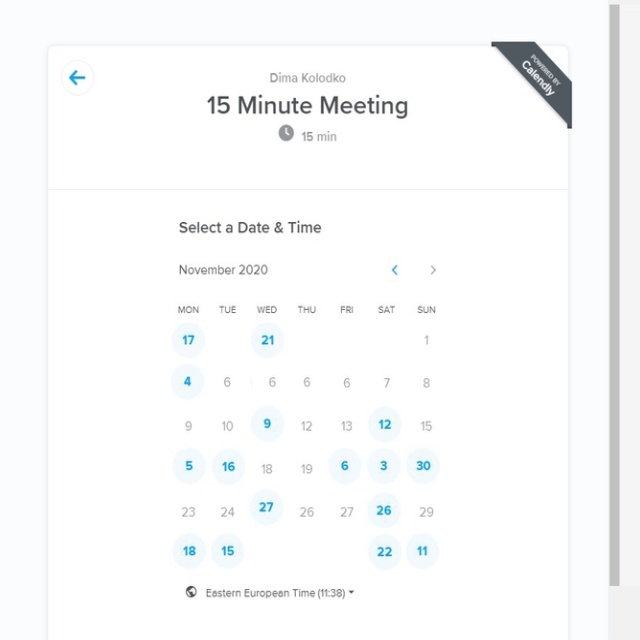 Dima Kolodko
POWERED BY
Calendly
15 Minute Meeting
15 min
Select a Date & Time
November 2020
MON TUE WED THU FRI SAT SUN
17 21 1
4 6 6 6 6 7 8
9 10 9 12 13 12 15
5 16 18 19 6 3 30
23 24 27 26 27 26 29
18 15 22 11
Eastern European Time (11:38)